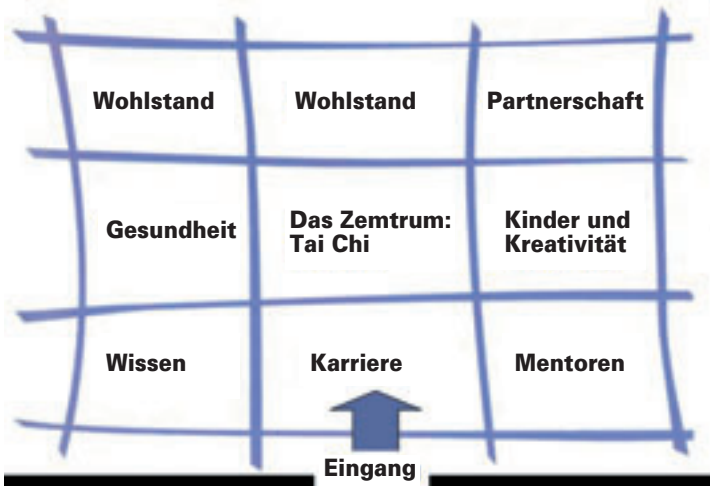 Wohlstand
Wohlstand
Partnerschaft
Gesundheit
Das Zemtrum:
Tai Chi
Kinder und
Kreativität
Wissen
Karriere
Mentoren
Eingang